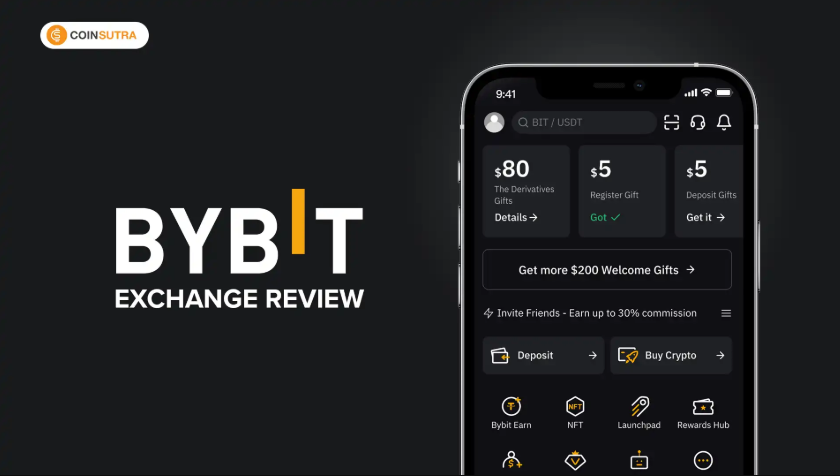 COINSUTRA
BYBIT
EXCHANGE REVIEW
9:41
BIT / USDT
$80
The Derivatives
Gifts
Details
$5
Register Gift
Got
$5
Deposit Gifts
Get it
Get more $200 Welcome Gifts
Invite Friends - Earn up to 30% commission
Deposit
Buy Crypto
NFT
Bybit Earn
NFT
Launchpad
Rewards Hub